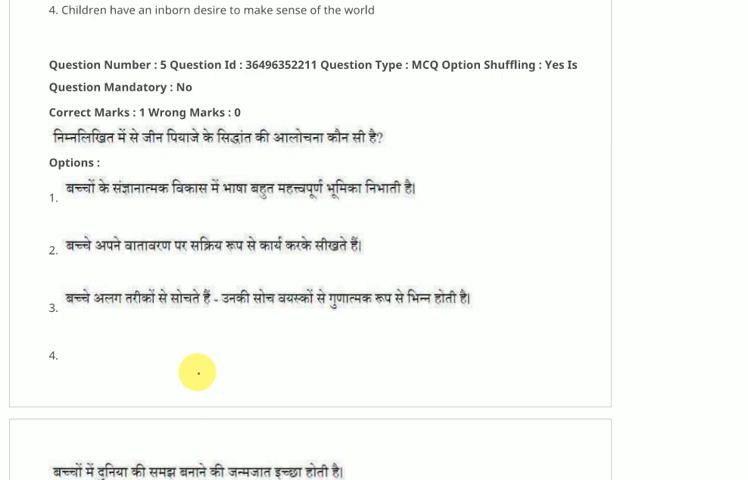 4. Children have an inborn desire to make sense of the world
Question Number : 5 Question Id : 36496352211 Question Type : MCQ Option Shuffling : Yes Is
Question Mandatory : No
Correct Marks : 1 Wrong Marks : 0
निम्नलिखित में से जीन पियाजे के सिद्धांत की आलोचना कौन सी है?
Options :
1. बच्चों के संज्ञानात्मक विकास में भाषा बहुत महत्त्वपूर्ण भूमिका निभाती है।
2. बच्चे अपने वातावरण पर सक्रिय रूप से कार्य करके सीखते हैं।
3. बच्चे अलग तरीकों से सोचते हैं - उनकी सोच वयस्कों से गुणात्मक रूप से भिन्न होती है।
4.
बच्चों में दुनिया की समझ बनाने की जन्मजात इच्छा होती है।